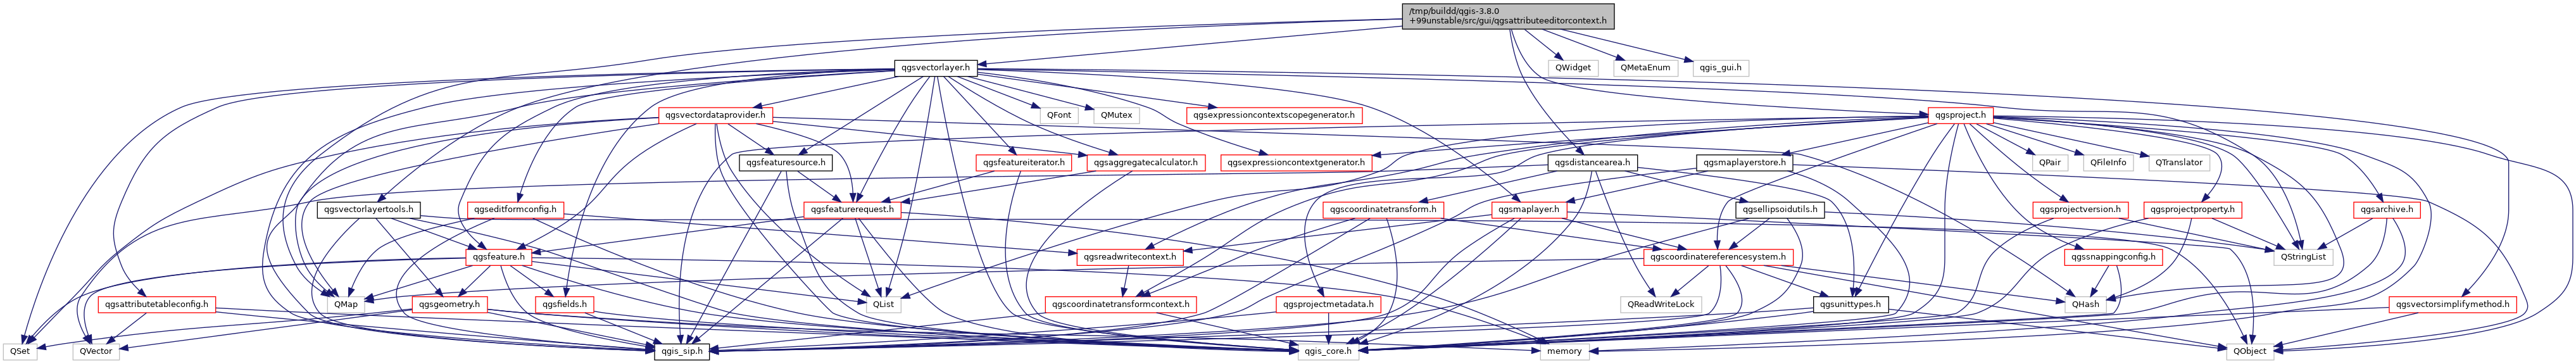 /tmp/buildd/qgis-3.8.0
+99unstable/src/gui/qgsattributeeditorcontext.h
qgsvectorlayer.h
QWidget
QMetaEnum
qgis_gui.h
qgsvectordataprovider.h
QFont
QMutex
qgsexpressioncontextscopegenerator.h
qgsproject.h
qgsfeaturesource.h
qgsfeatureiterator.h
qgsaggregatecalculator.h
qgsexpressioncontextgenerator.h
qgsdistancearea.h
qgsmaplayerstore.h
QPair
QFileInfo
QTranslator
qgsvectorlayertools.h
qgseditformconfig.h
qgsfeaturerequest.h
qgscoordinatetransform.h
qgsmaplayer.h
qgsellipsoidutils.h
qgsprojectversion.h
qgsprojectproperty.h
qgsarchive.h
qgsfeature.h
qgsreadwritecontext.h
qgscoordinatereferencesystem.h
qgssnappingconfig.h
QStringList
qgsattributetableconfig.h
QMap
qgsgeometry.h
qgsfields.h
QList
qgscoordinatetransformcontext.h
qgsprojectmetadata.h
QReadWriteLock
qgsunittypes.h
QHash
qgsvectorsimplifymethod.h
QSet
QVector
qgis_sip.h
memory
qgis_core.h
QObject